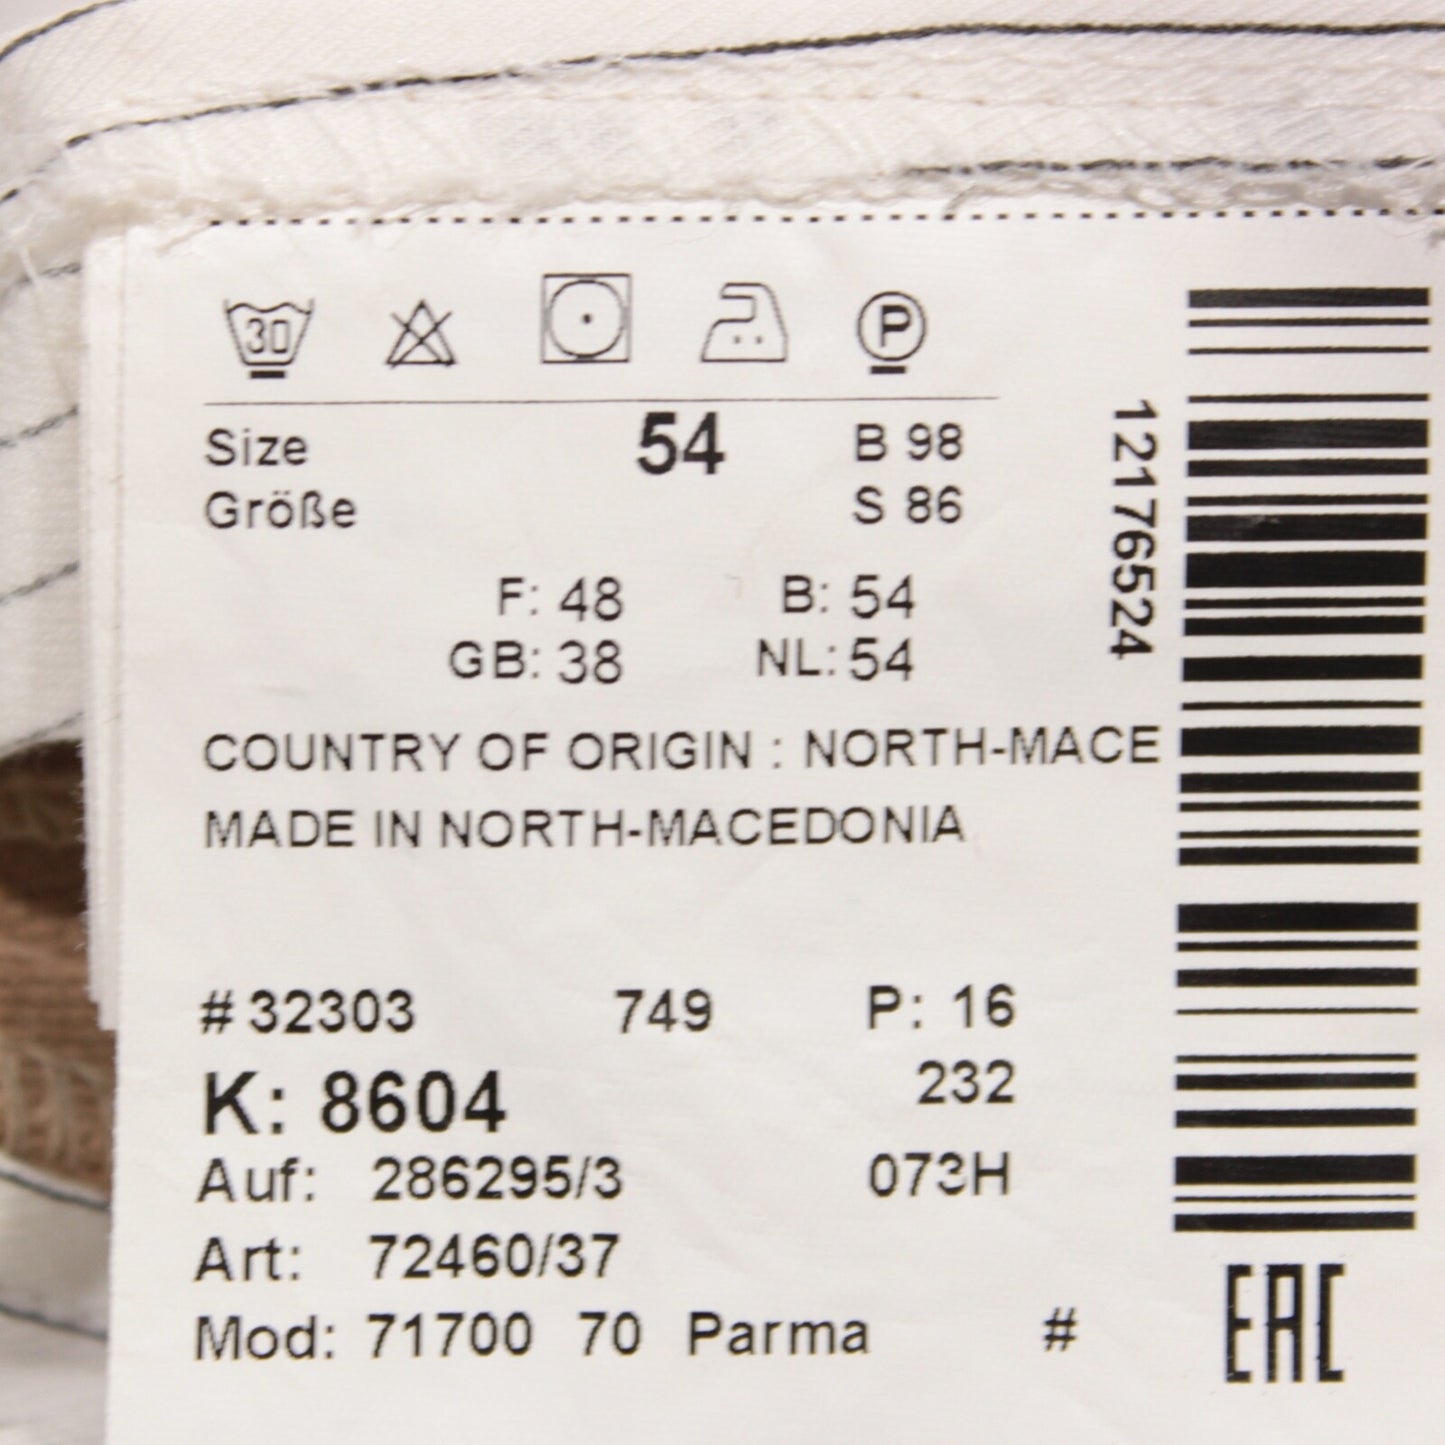 30 P
Size 54 B 98
Größe S 86
F: 48 B: 54
GB: 38 NL: 54
COUNTRY OF ORIGIN : NORTH-MACE
MADE IN NORTH-MACEDONIA
# 32303 749 P: 16
K: 8604 232
Auf: 286295/3 073H
Art: 72460/37
Mod: 71700 70 Parma #
12176524
EAC